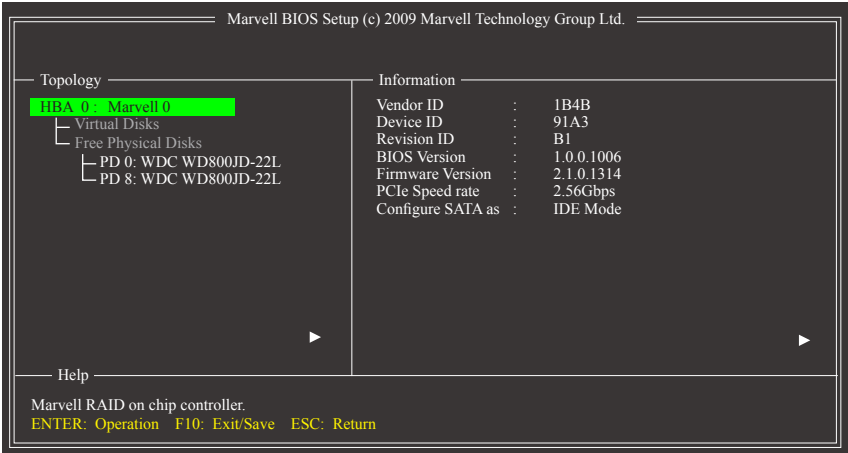 Marvell BIOS Setup (c) 2009 Marvell Technology Group Ltd.
Topology
HBA 0 : Marvell 0
Virtual Disks
Free Physical Disks
PD 0: WDC WD800JD-22L
PD 8: WDC WD800JD-22L
Information
Vendor ID : 1B4B
Device ID : 91A3
Revision ID : B1
BIOS Version : 1.0.0.1006
Firmware Version : 2.1.0.1314
PCIe Speed rate : 2.56Gbps
Configure SATA as : IDE Mode
Help
Marvell RAID on chip controller.
ENTER: Operation F10: Exit/Save ESC: Return